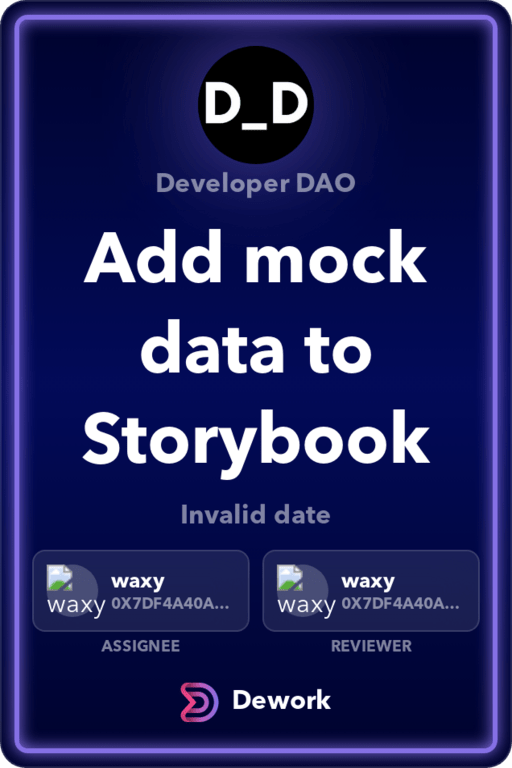 D_D
Developer DAO
Add mock
data to
Storybook
Invalid date
waxy
waxy
0X7DF4A40A...
waxy
waxy
0X7DF4A40A...
ASSIGNEE
REVIEWER
Dework